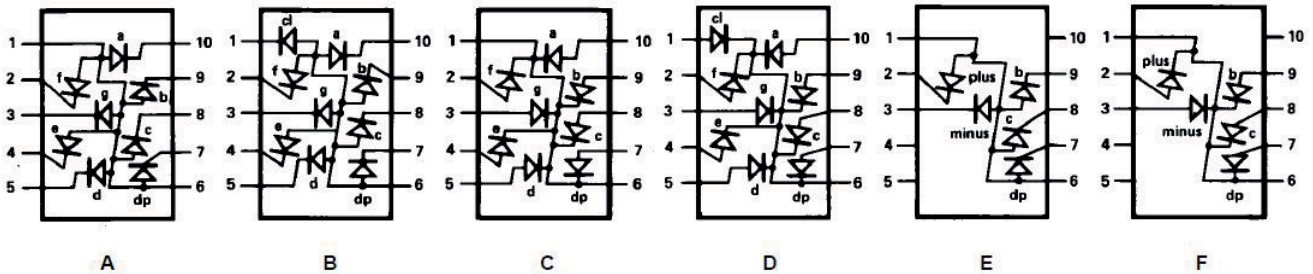 1 a 10
2 f 9
b
3 g 8
4 e c 7
5 d dp 6
A
cl
1 a 10
2 f b 9
3 g 8
4 e c 7
5 d dp 6
B
1 a 10
2 f b 9
3 g 8
4 e c 7
5 d dp 6
C
cl
1 a 10
2 f b 9
3 g 8
4 e c 7
5 d dp 6
D
1 10
2 plus b 9
3 8
minus c
4 7
5 6
dp
E
1 10
plus
2 b 9
3 8
minus c
4 7
5 6
dp
F